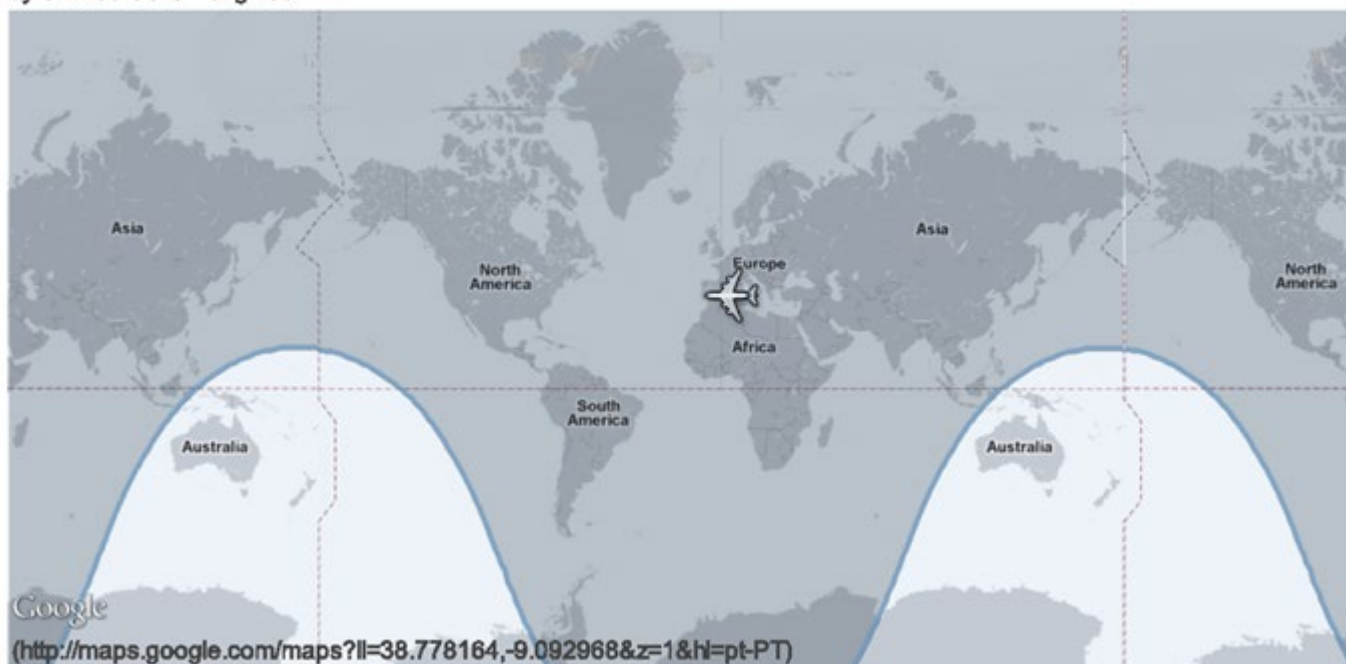 Asia
North
America
Europe
Africa
South
America
Australia
Asia
North
America
Australia
Google
(http://maps.google.com/maps?ll=38.778164,-9.092968&z=1&hl=pt-PT)